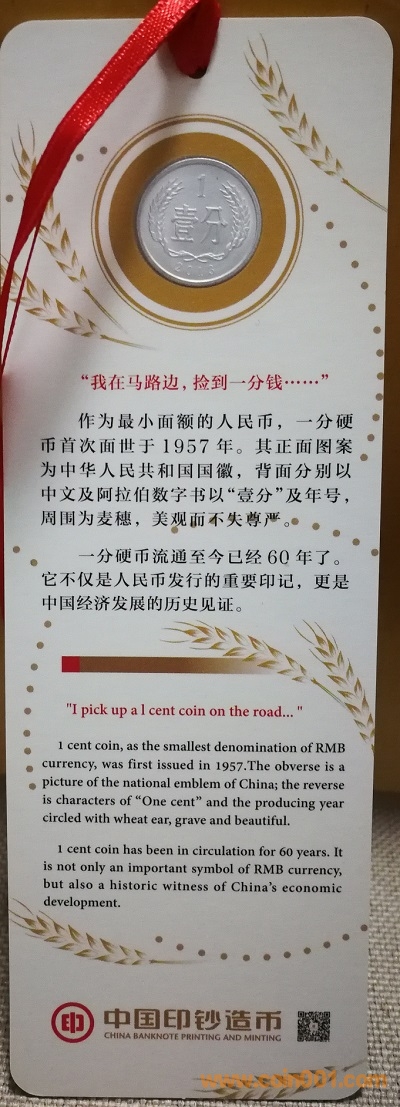 1
壹分
“我在马路边，捡到一分钱……”
作为最小面额的人民币，一分硬
币首次面世于 1957 年。其正面图案
为中华人民共和国国徽，背面分别以
中文及阿拉伯数字书以“壹分”及年号，
周围为麦穗，美观而不失尊严。
一分硬币流通至今已经 60 年了。
它不仅是人民币发行的重要印记，更是
中国经济发展的历史见证。
"I pick up a l cent coin on the road... "
1 cent coin, as the smallest denomination of RMB
currency, was first issued in 1957.The obverse is a
picture of the national emblem of China; the reverse
is characters of “One cent” and the producing year
circled with wheat ear, grave and beautiful.
1 cent coin has been in circulation for 60 years. It
is not only an important symbol of RMB currency,
but also a historic witness of China’s economic
development.
中国印钞造币
CHINA BANKNOTE PRINTING AND MINTING
www.coin001.com